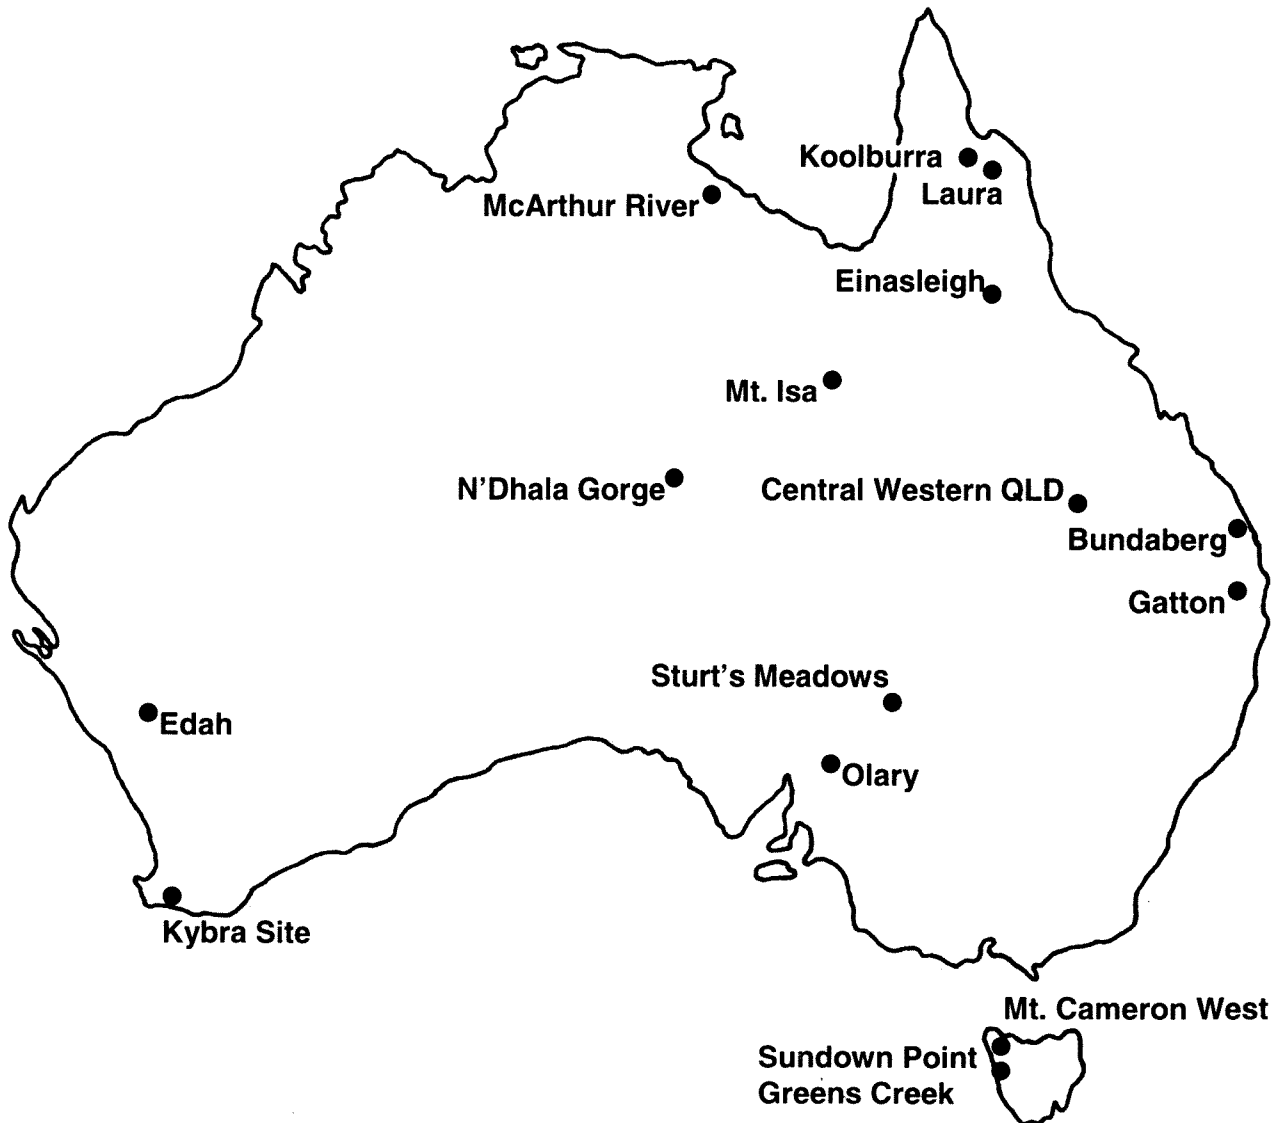 Koolburra
Laura
McArthur River
Einasleigh
Mt. Isa
N'Dhala Gorge
Central Western QLD
Bundaberg
Gatton
Sturt's Meadows
Edah
Olary
Kybra Site
Mt. Cameron West
Sundown Point
Greens Creek